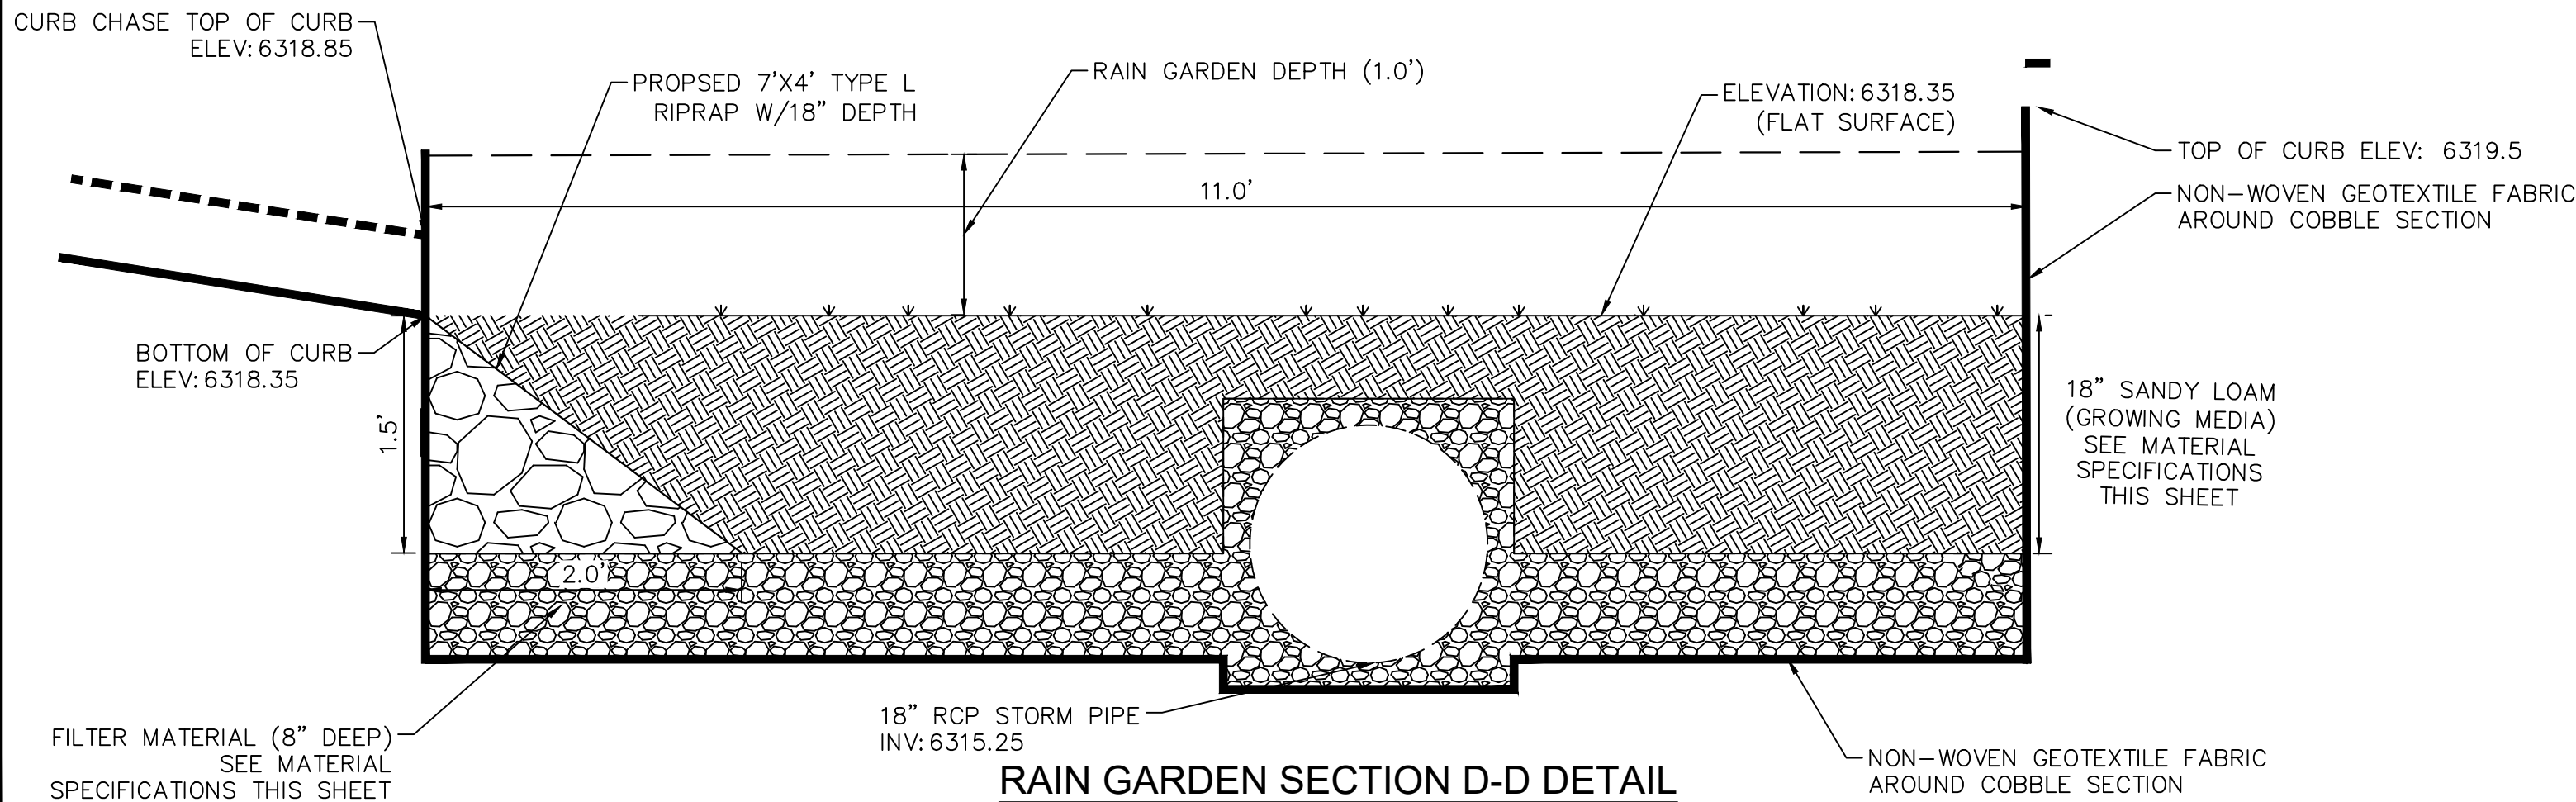 CURB CHASE TOP OF CURB
ELEV: 6318.85
PROPSED 7'X4' TYPE L
RIPRAP W/18" DEPTH
RAIN GARDEN DEPTH (1.0')
ELEVATION: 6318.35
(FLAT SURFACE)
TOP OF CURB ELEV: 6319.5
NON-WOVEN GEOTEXTILE FABRIC
AROUND COBBLE SECTION
11.0'
BOTTOM OF CURB
ELEV: 6318.35
1.5'
18" SANDY LOAM
(GROWING MEDIA)
SEE MATERIAL
SPECIFICATIONS
THIS SHEET
2.0'
FILTER MATERIAL (8" DEEP)
SEE MATERIAL
SPECIFICATIONS THIS SHEET
18" RCP STORM PIPE
INV: 6315.25
NON-WOVEN GEOTEXTILE FABRIC
AROUND COBBLE SECTION
RAIN GARDEN SECTION D-D DETAIL